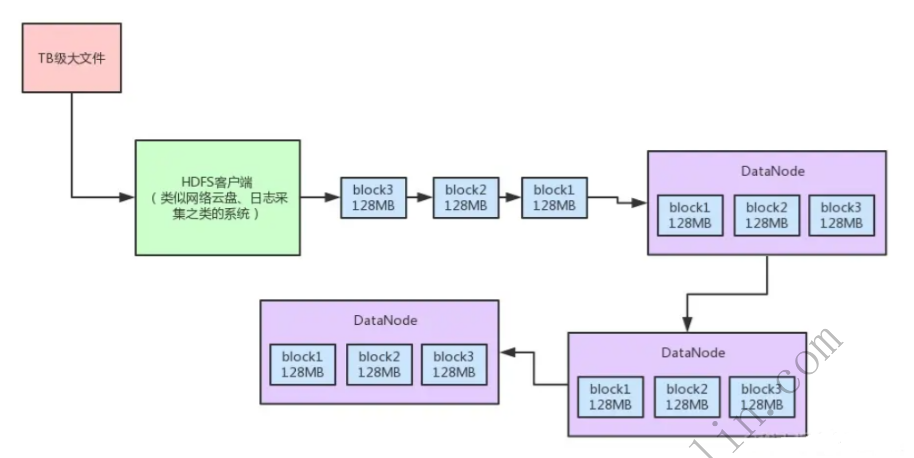 TB级大文件
HDFS客户端
（类似网络云盘、日志采
集之类的系统）
block3
128MB
block2
128MB
block1
128MB
DataNode
block1
128MB
block2
128MB
block3
128MB
DataNode
block1
128MB
block2
128MB
block3
128MB
DataNode
block1
128MB
block2
128MB
block3
128MB
lin.com